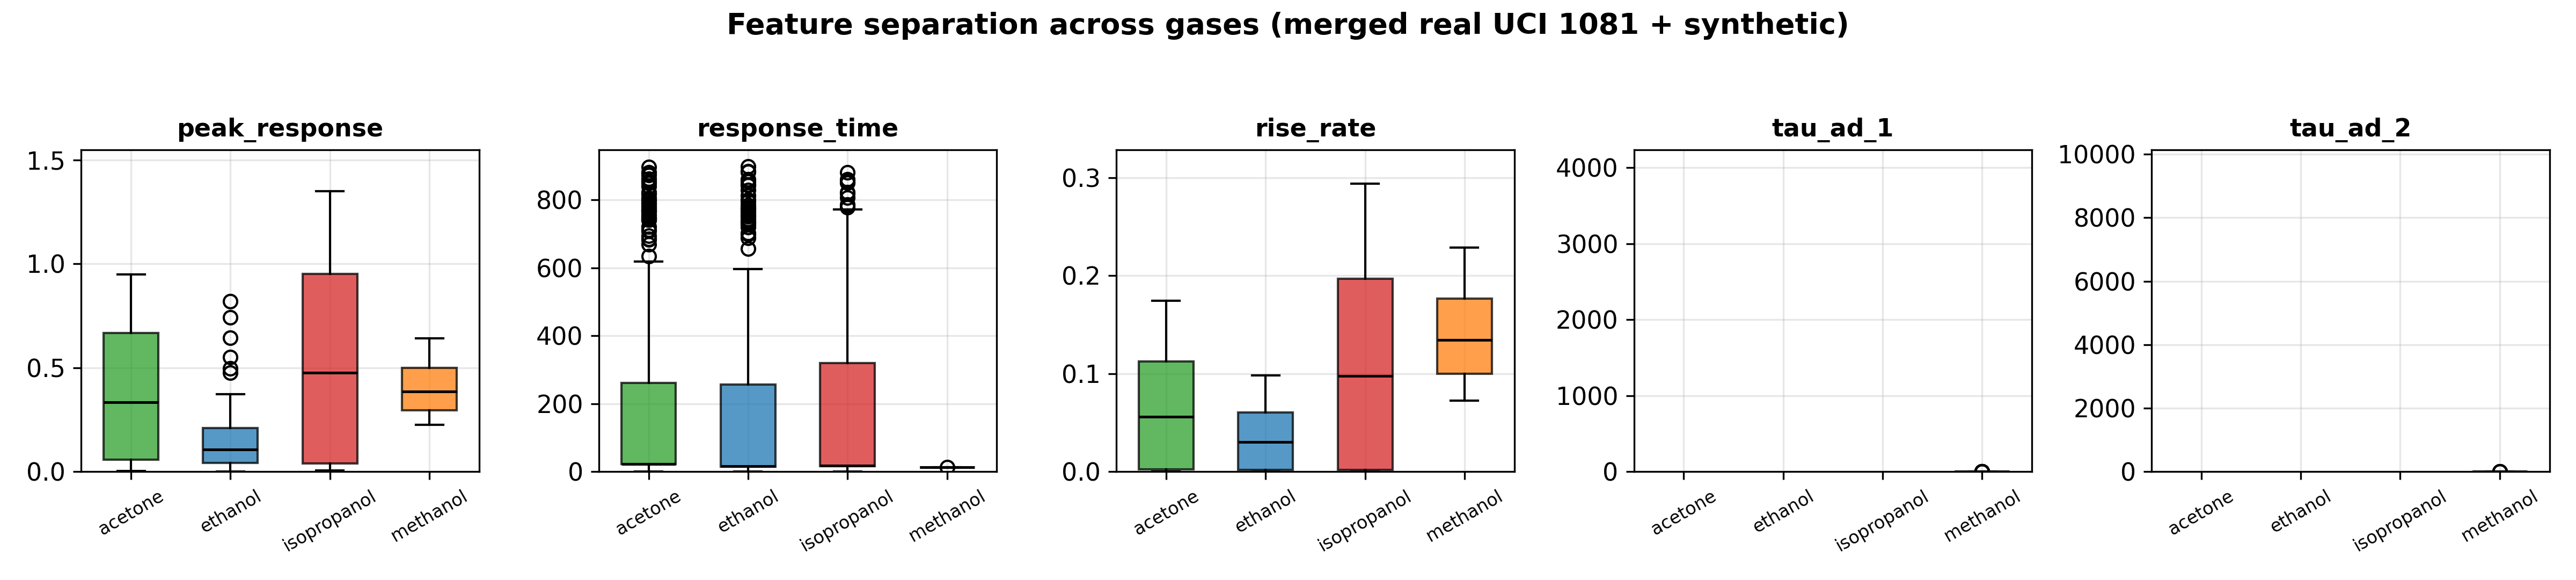 Feature separation across gases (merged real UCI 1081 + synthetic)
peak_response
1.5
1.0
0.5
0.0
acetone
ethanol
isopropanol
methanol
response_time
800
600
400
200
0
acetone
ethanol
isopropanol
methanol
rise_rate
0.3
0.2
0.1
0.0
acetone
ethanol
isopropanol
methanol
tau_ad_1
4000
3000
2000
1000
0
acetone
ethanol
isopropanol
methanol
tau_ad_2
10000
8000
6000
4000
2000
0
acetone
ethanol
isopropanol
methanol